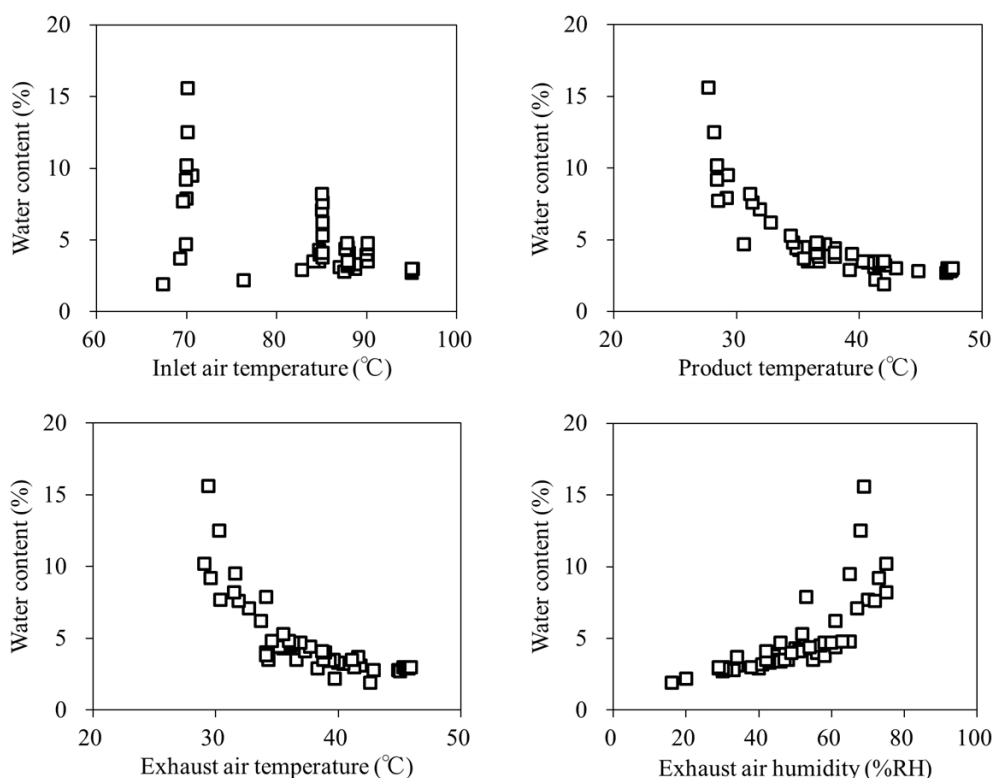 20
15
10
5
0
Water content (%)
60 70 80 90 100
Inlet air temperature (℃)
20
15
10
5
0
Water content (%)
20 30 40 50
Product temperature (℃)
20
15
10
5
0
Water content (%)
20 30 40 50
Exhaust air temperature (℃)
20
15
10
5
0
Water content (%)
0 20 40 60 80 100
Exhaust air humidity (%RH)